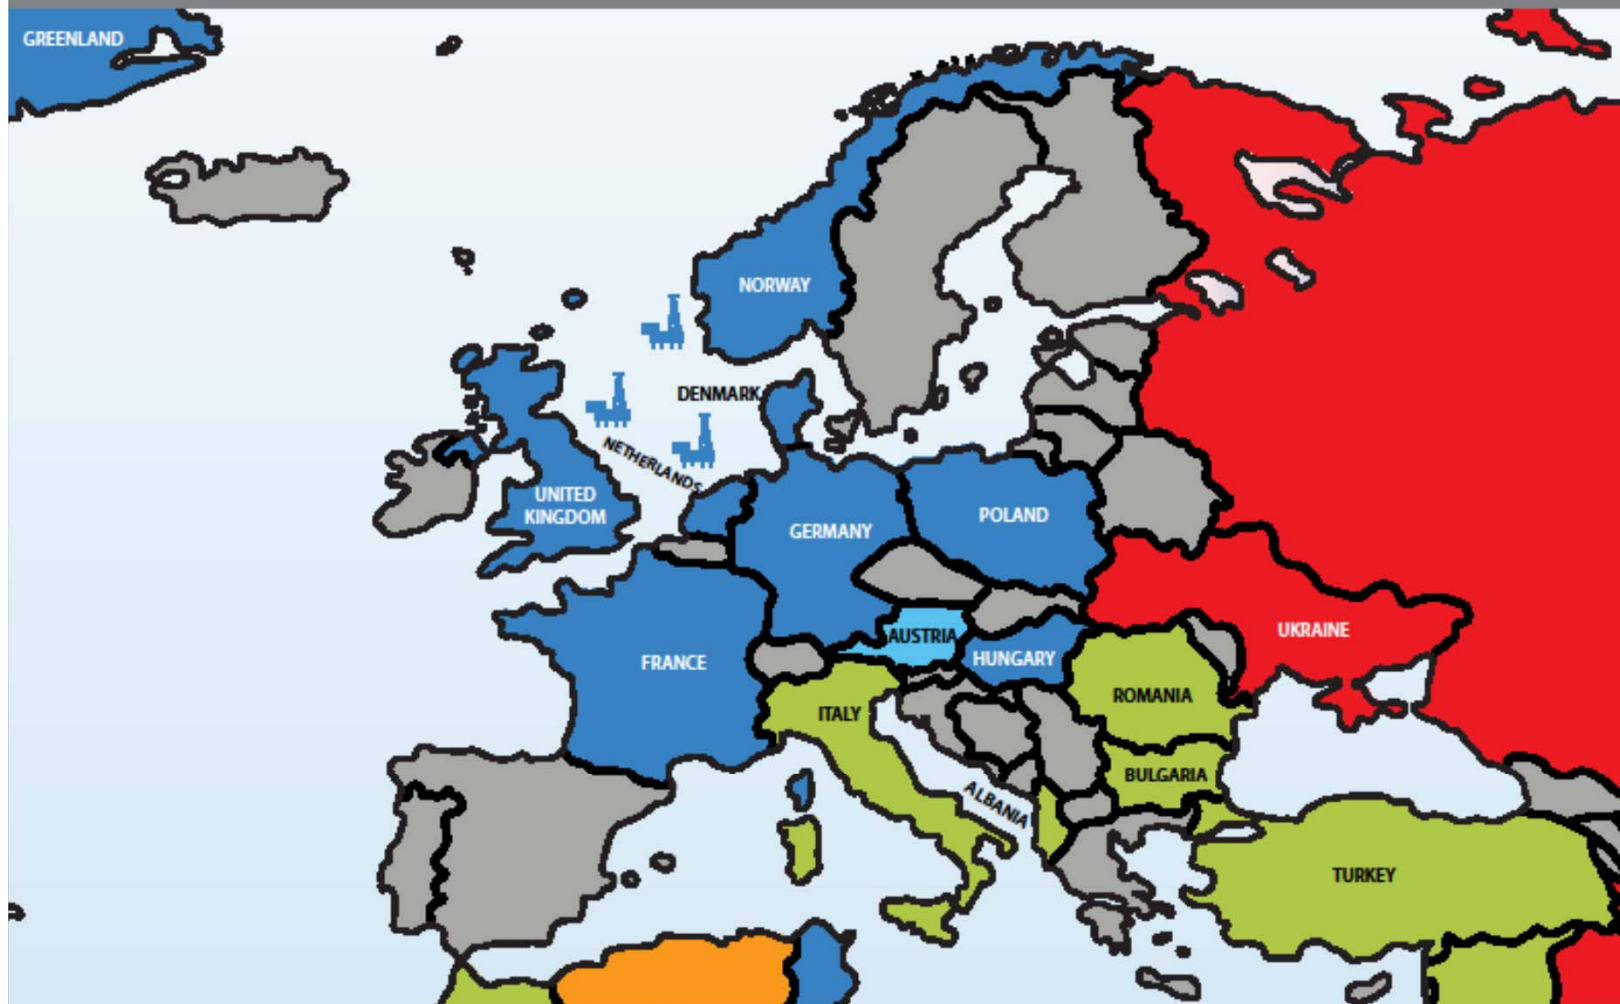 GREENLAND
NORWAY
DENMARK
NETHERLANDS
UNITED
KINGDOM
GERMANY
POLAND
AUSTRIA
HUNGARY
UKRAINE
FRANCE
ROMANIA
ITALY
BULGARIA
ALBANIA
TURKEY